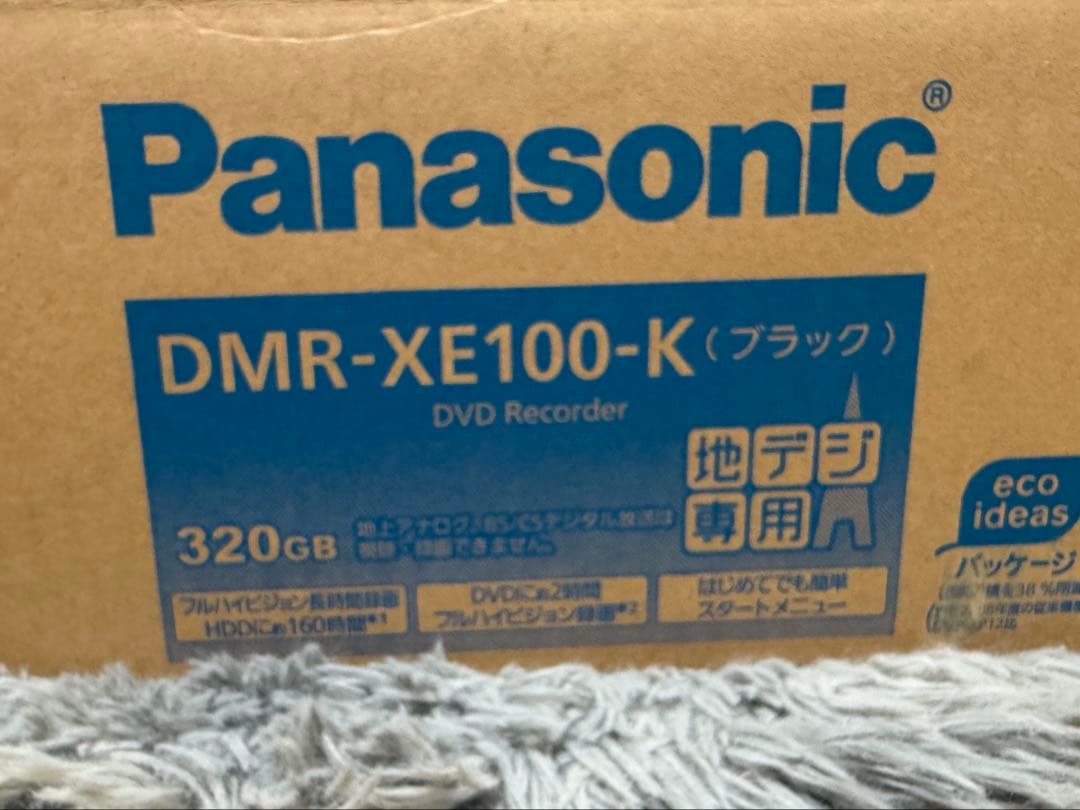 Panasonic®
DMR-XE100-K（ブラック）
DVD Recorder
地デジ
専用
320GB
地上アナログ、BS/CSデジタル放送は
視聴・録画できません。
フルハイビジョン長時間録画
HDDに約160時間※1
DVDに約2時間
フルハイビジョン録画※2
はじめてでも簡単
スタートメニュー
eco
ideas
パッケージ